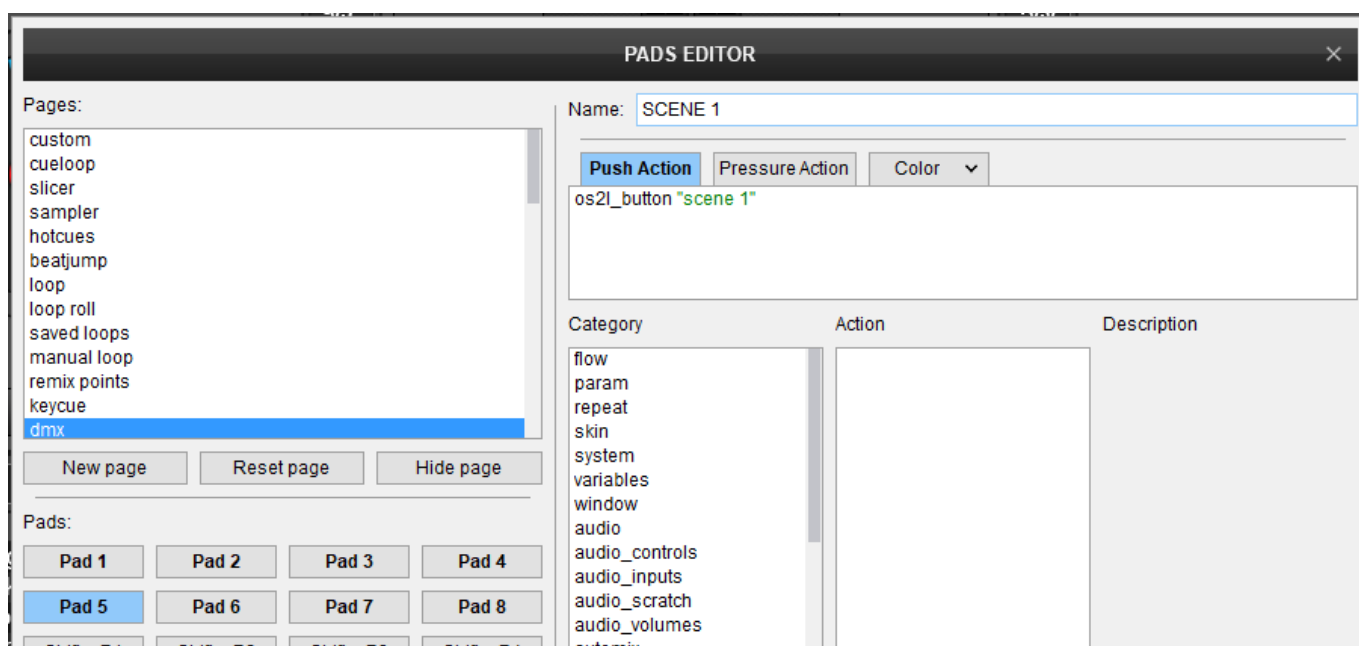 PADS EDITOR
Pages:
custom
cueloop
slicer
sampler
hotcues
beatjump
loop
loop roll
saved loops
manual loop
remix points
keycue
dmx
New page Reset page Hide page
Pads:
Pad 1 Pad 2 Pad 3 Pad 4
Pad 5 Pad 6 Pad 7 Pad 8
Name: SCENE 1
Push Action Pressure Action Color
os2l_button "scene 1"
Category Action Description
flow
param
repeat
skin
system
variables
window
audio
audio_controls
audio_inputs
audio_scratch
audio_volumes